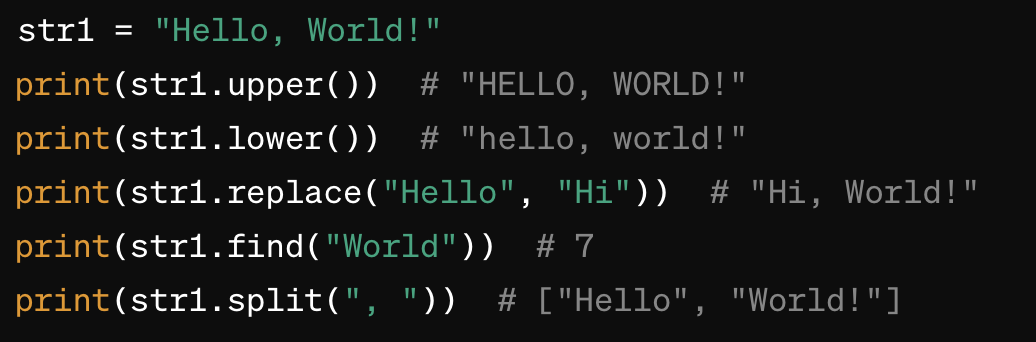 str1 = "Hello, World!"
print(str1.upper())  # "HELLO, WORLD!"
print(str1.lower())  # "hello, world!"
print(str1.replace("Hello", "Hi"))  # "Hi, World!"
print(str1.find("World"))  # 7
print(str1.split(", "))  # ["Hello", "World!"]